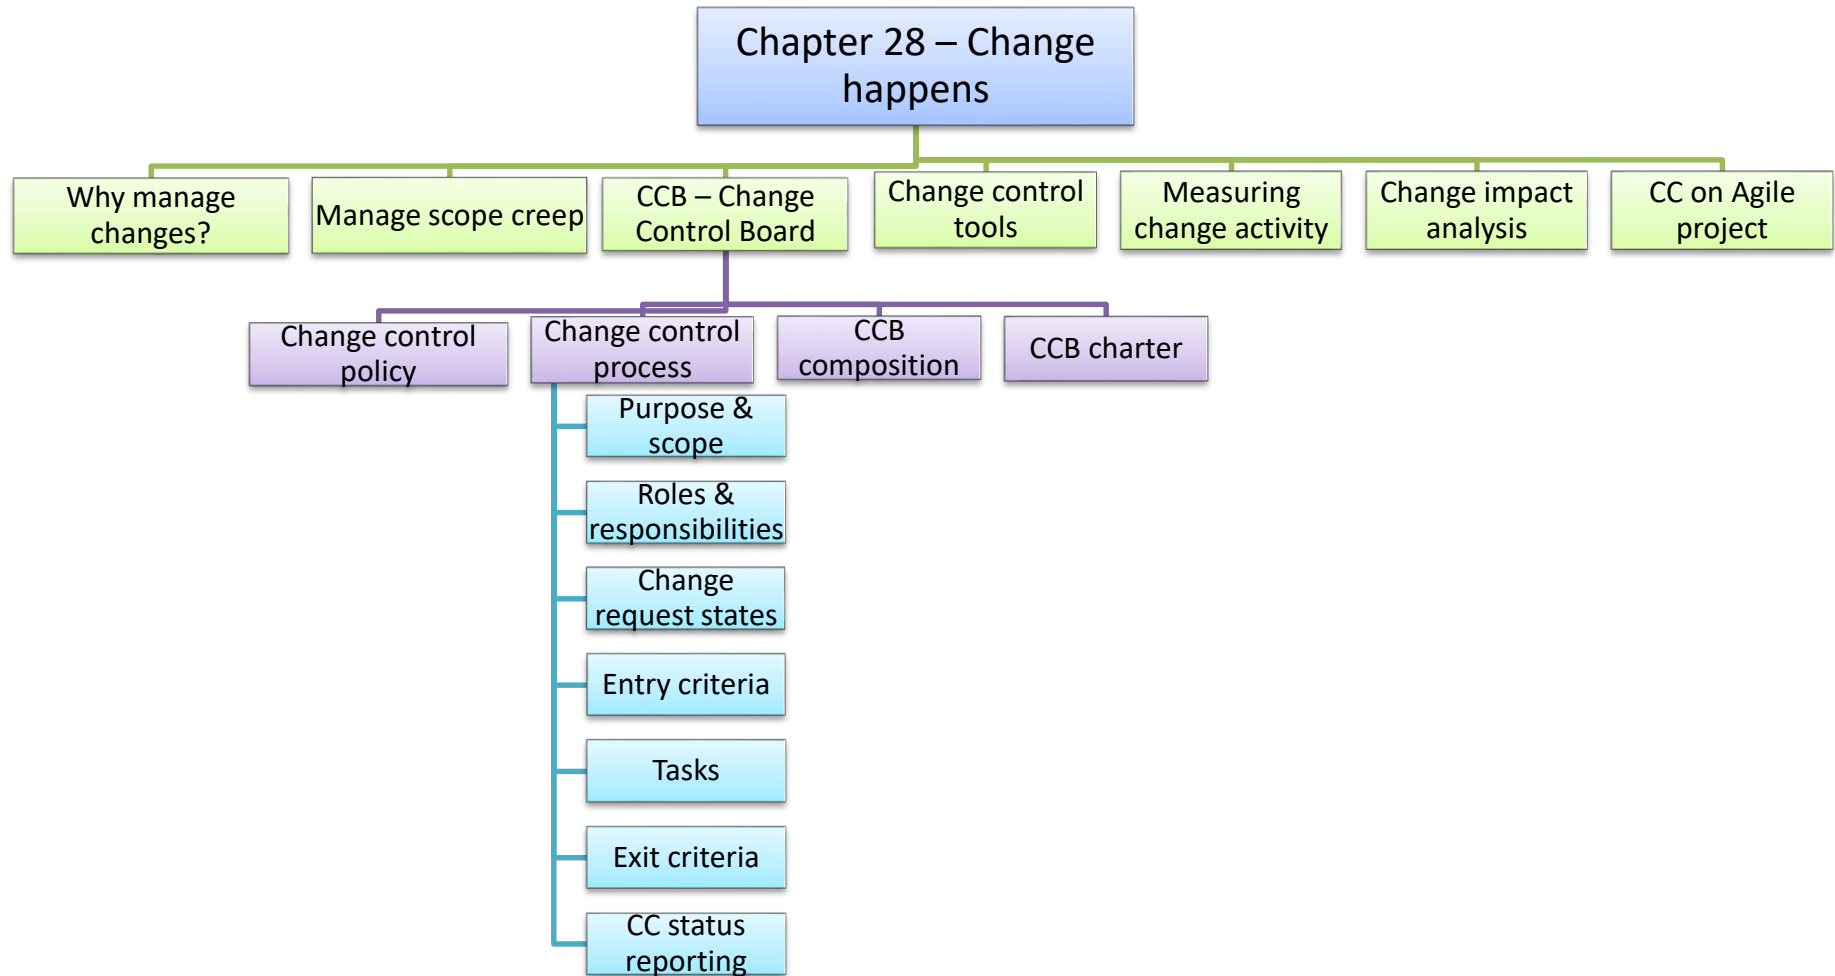 Chapter 28 – Change
happens
Why manage
changes?
Manage scope creep
CCB – Change
Control Board
Change control
tools
Measuring
change activity
Change impact
analysis
CC on Agile
project
Change control
policy
Change control
process
CCB
composition
CCB charter
Purpose &
scope
Roles &
responsibilities
Change
request states
Entry criteria
Tasks
Exit criteria
CC status
reporting